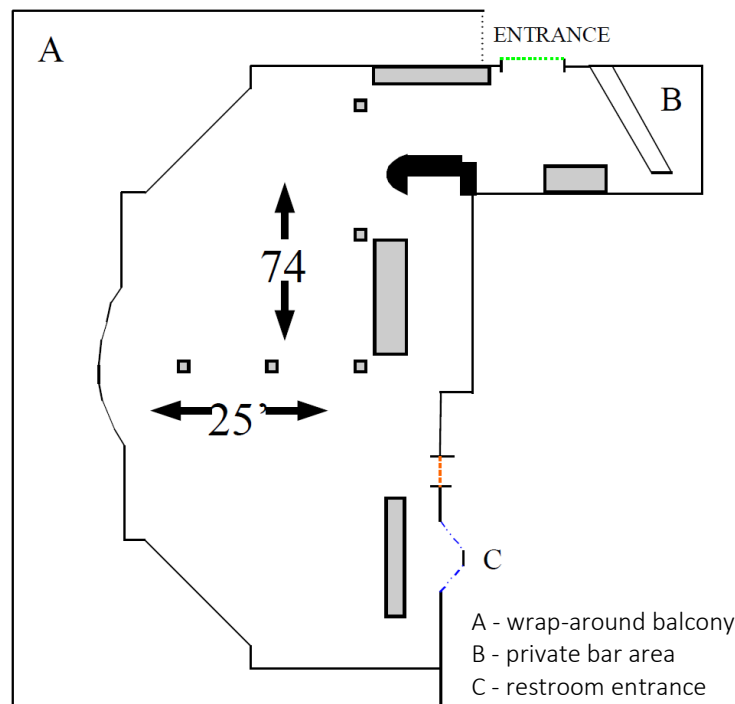 ENTRANCE
A
B
74
25’
C
A - wrap-around balcony
B - private bar area
C - restroom entrance